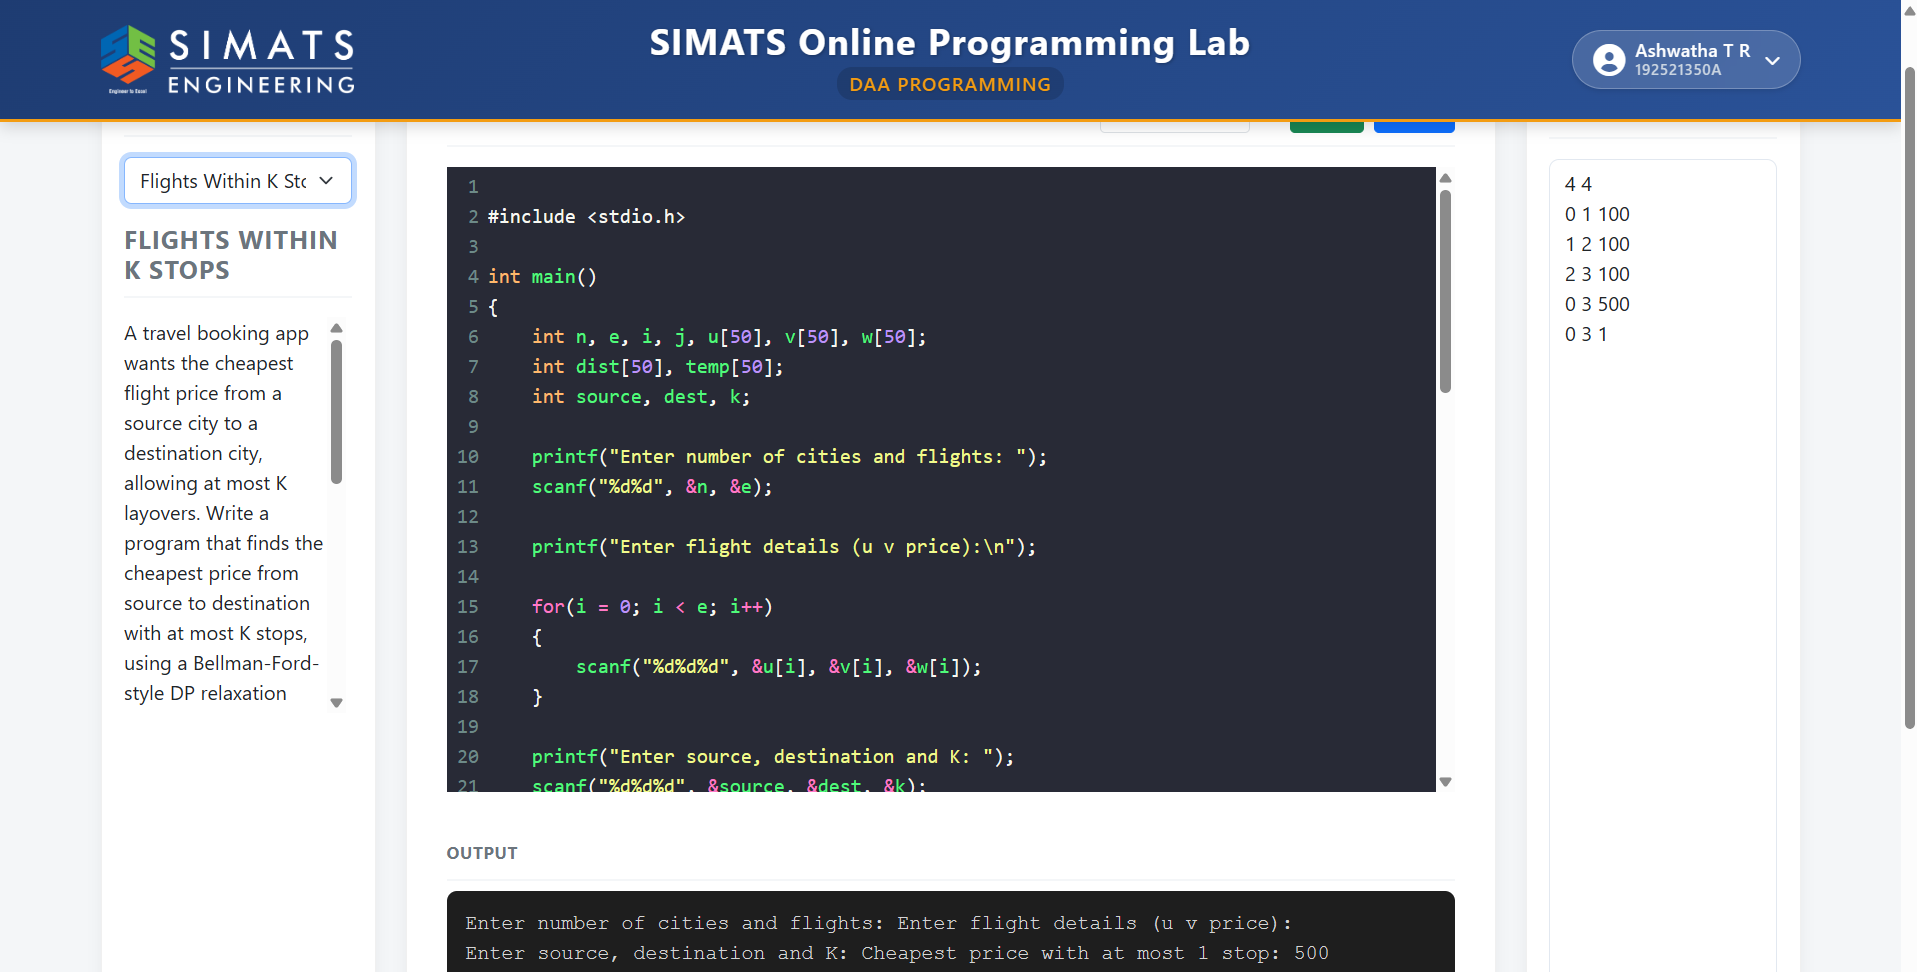 SIMATS
ENGINEERING
Engineer to Excel
SIMATS Online Programming Lab
DAA PROGRAMMING
Ashwatha T R
192521350A
Flights Within K Sto
FLIGHTS WITHIN
K STOPS
A travel booking app
wants the cheapest
flight price from a
source city to a
destination city,
allowing at most K
layovers. Write a
program that finds the
cheapest price from
source to destination
with at most K stops,
using a Bellman-Ford-
style DP relaxation
1
2 #include <stdio.h>
3
4 int main()
5 {
6     int n, e, i, j, u[50], v[50], w[50];
7     int dist[50], temp[50];
8     int source, dest, k;
9
10     printf("Enter number of cities and flights: ");
11     scanf("%d%d", &n, &e);
12
13     printf("Enter flight details (u v price):\n");
14
15     for(i = 0; i < e; i++)
16     {
17         scanf("%d%d%d", &u[i], &v[i], &w[i]);
18     }
19
20     printf("Enter source, destination and K: ");
21     scanf("%d%d%d", &source, &dest, &k);
OUTPUT
Enter number of cities and flights: Enter flight details (u v price):
Enter source, destination and K: Cheapest price with at most 1 stop: 500
4 4
0 1 100
1 2 100
2 3 100
0 3 500
0 3 1